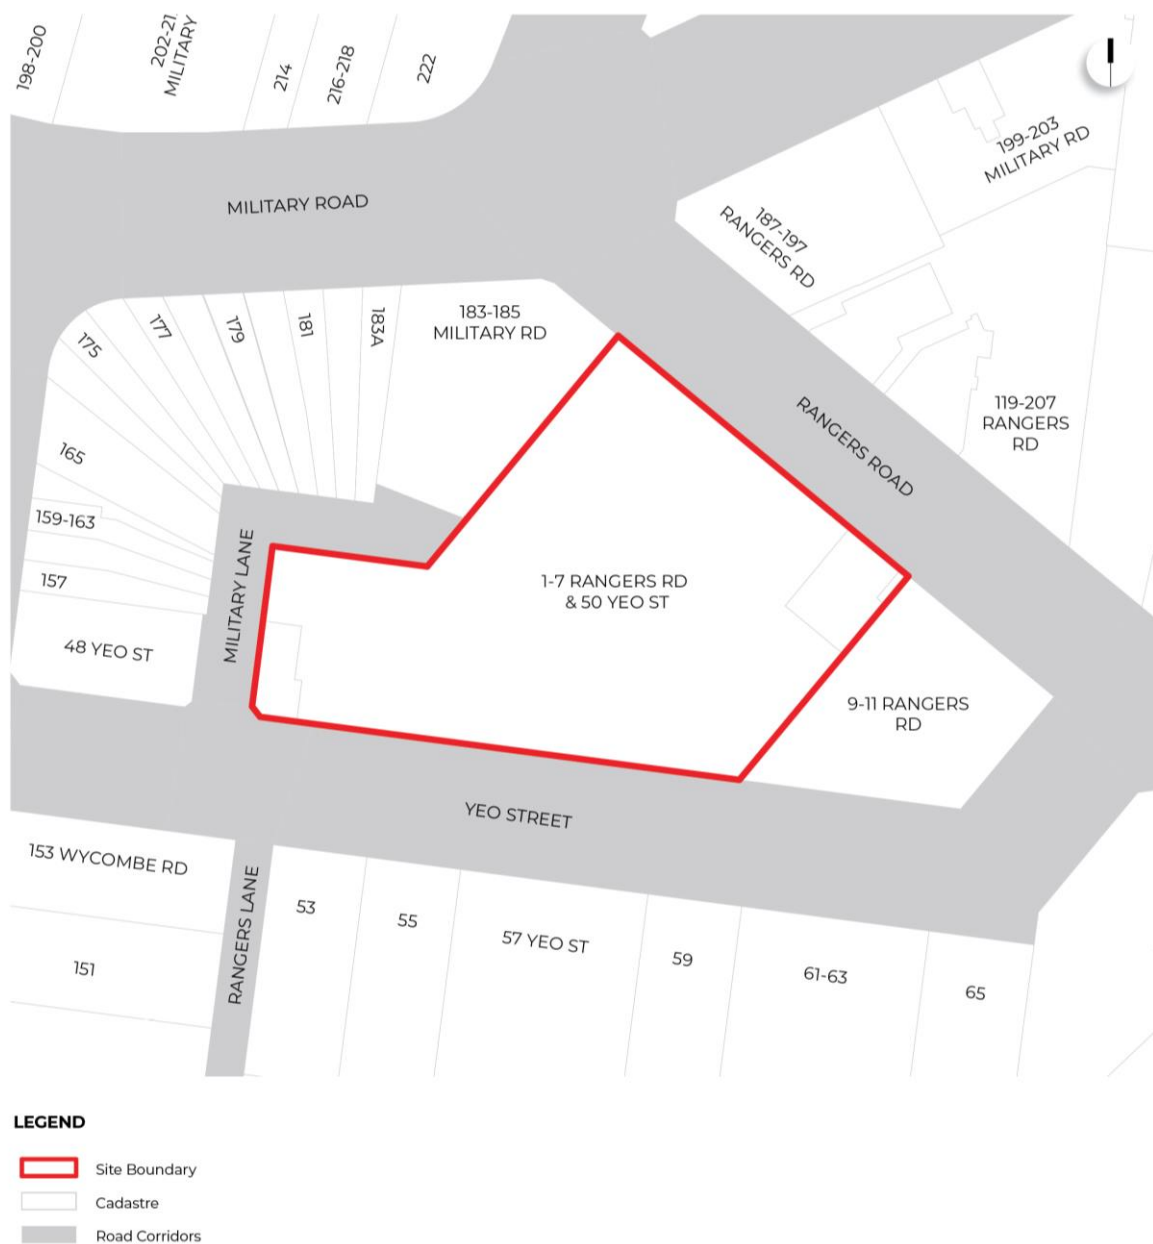 198-200
202-21
MILITARY
214
216-218
222
199-203
MILITARY RD
MILITARY ROAD
187-197
RANGERS RD
183-185
MILITARY RD
175
177
179
181
183A
RANGERS ROAD
119-207
RANGERS
RD
165
159-163
157
48 YEO ST
MILITARY LANE
1-7 RANGERS RD
& 50 YEO ST
9-11 RANGERS
RD
YEO STREET
153 WYCOMBE RD
151
RANGERS LANE
53
55
57 YEO ST
59
61-63
65
LEGEND
Site Boundary
Cadastre
Road Corridors